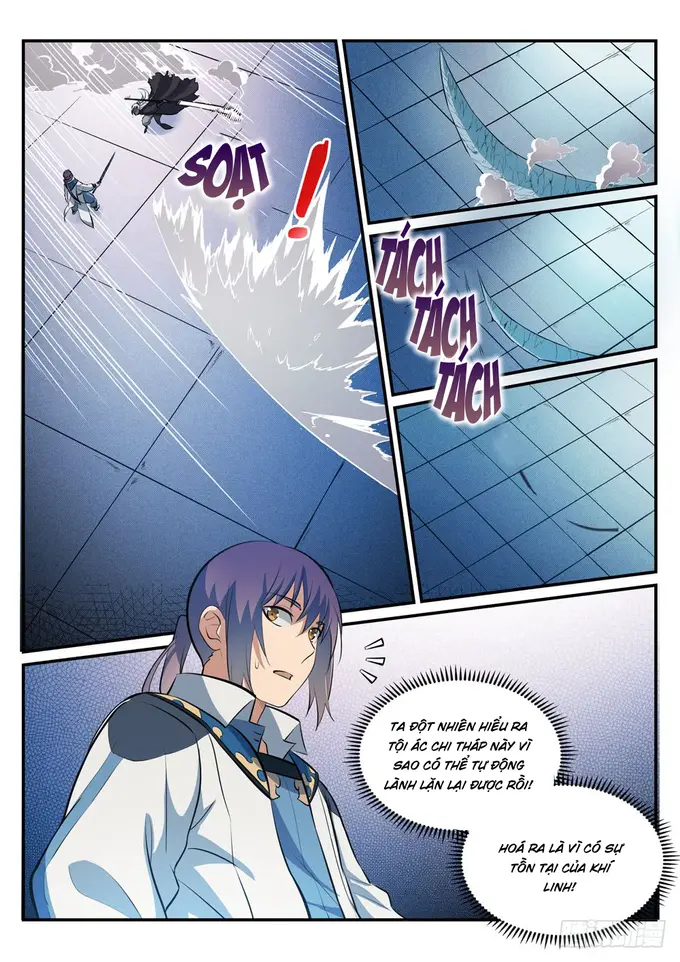 SOẠT
!
TÁCH
TÁCH
TÁCH
TA ĐỘT NHIÊN HIỂU RA
TỘI ÁC CHI THÁP NÀY VÌ
SAO CÓ THỂ TỰ ĐỘNG
LÀNH LẶN LẠI ĐƯỢC RỒI!
HOÁ RA LÀ VÌ CÓ SỰ
TỒN TẠI CỦA KHÍ
LINH!